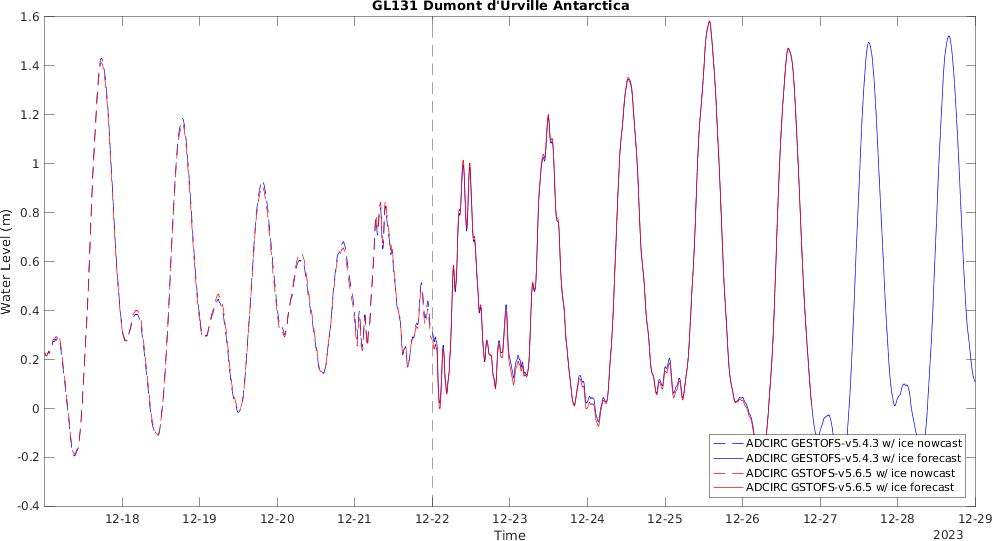 GL131 Dumont d'Urville Antarctica
1.6
1.4
1.2
1
0.8
0.6
0.4
0.2
0
-0.2
-0.4
Water Level (m)
ADCIRC GESTOFS-v5.4.3 w/ ice nowcast
ADCIRC GESTOFS-v5.4.3 w/ ice forecast
ADCIRC GSTOFS-v5.6.5 w/ ice nowcast
ADCIRC GSTOFS-v5.6.5 w/ ice forecast
12-18 12-19 12-20 12-21 12-22 12-23 12-24 12-25 12-26 12-27 12-28 12-29
Time
2023